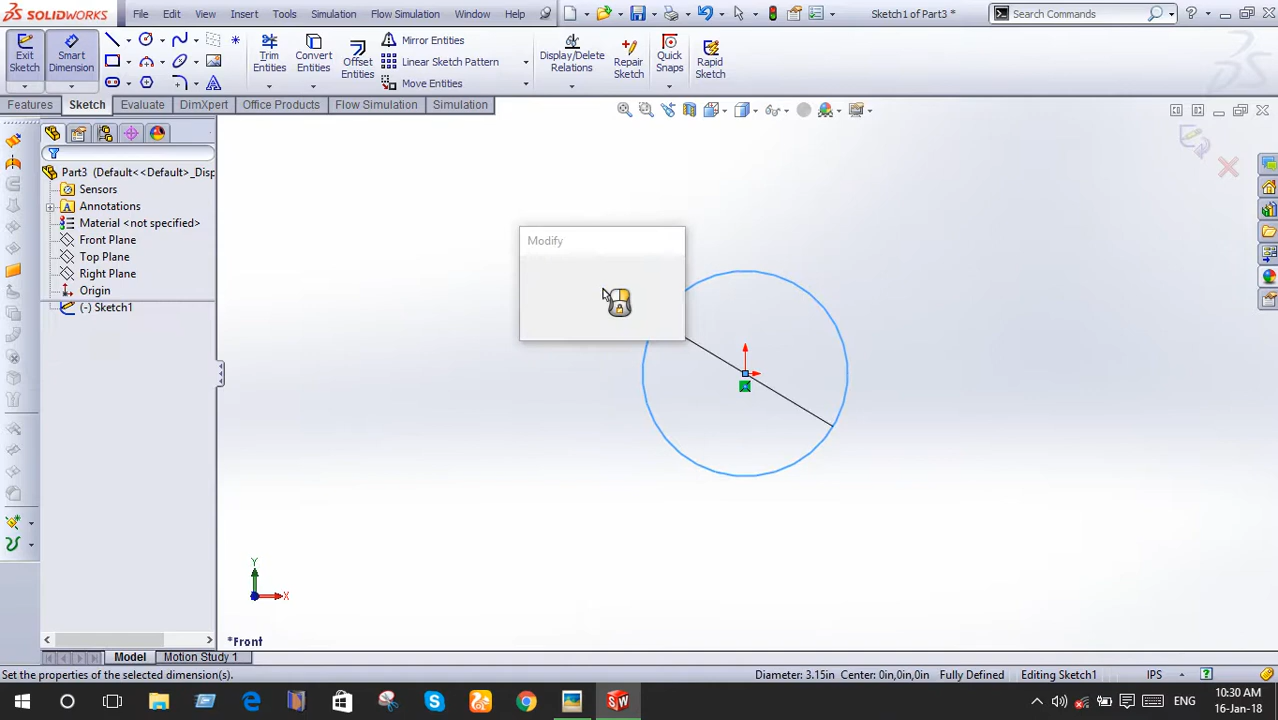 SOLIDWORKS File Edit View Insert Tools Simulation Flow Simulation Window Help Sketch1 of Part3 * Search Commands
Exit Sketch Smart Dimension Trim Entities Convert Entities Offset Entities Mirror Entities Linear Sketch Pattern Move Entities Display/Delete Relations Repair Sketch Quick Snaps Rapid Sketch
Features Sketch Evaluate DimXpert Office Products Flow Simulation Simulation
Part3 (Default<<Default>_Disp
Sensors
Annotations
Material <not specified>
Front Plane
Top Plane
Right Plane
Origin
(-) Sketch1
Modify
Y
X
*Front
Model Motion Study 1
Set the properties of the selected dimension(s). Diameter: 3.15in Center: 0in,0in,0in Fully Defined Editing Sketch1 IPS
ENG 10:30 AM
16-Jan-18